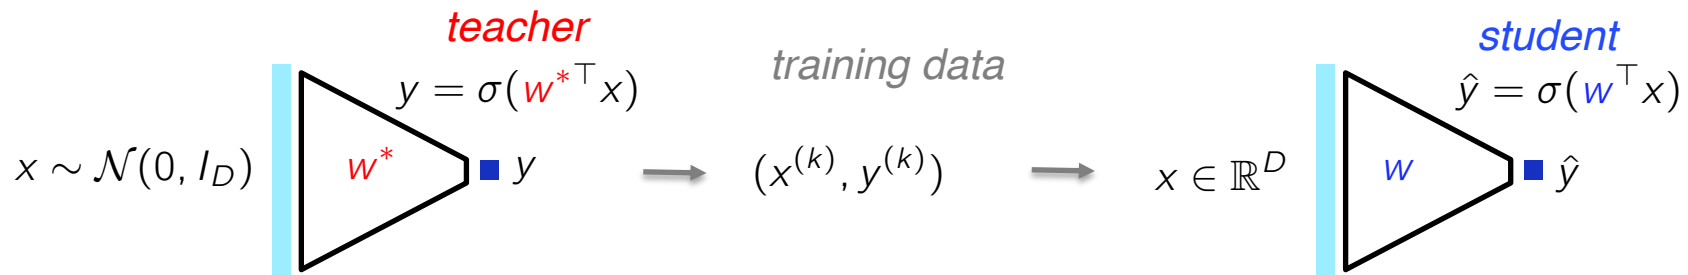 teacher
y = σ(w*⊤x)
x ∼ 𝒩(0, I_D)
w*
y
training data
(x^(k), y^(k))
student
ŷ = σ(w⊤x)
x ∈ ℝ^D
w
ŷ